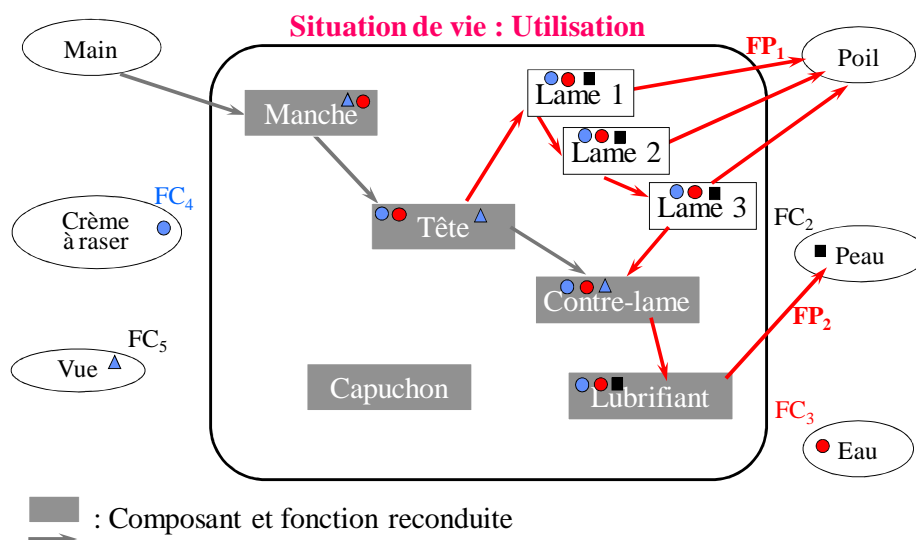 Situation de vie : Utilisation
Main
FP1
Poil
Lame 1
Manche
Lame 2
Lame 3
FC4
Crème
à raser
Tête
FC2
Peau
Contre-lame
FP2
FC5
Vue
Capuchon
Lubrifiant
FC3
Eau
: Composant et fonction reconduite